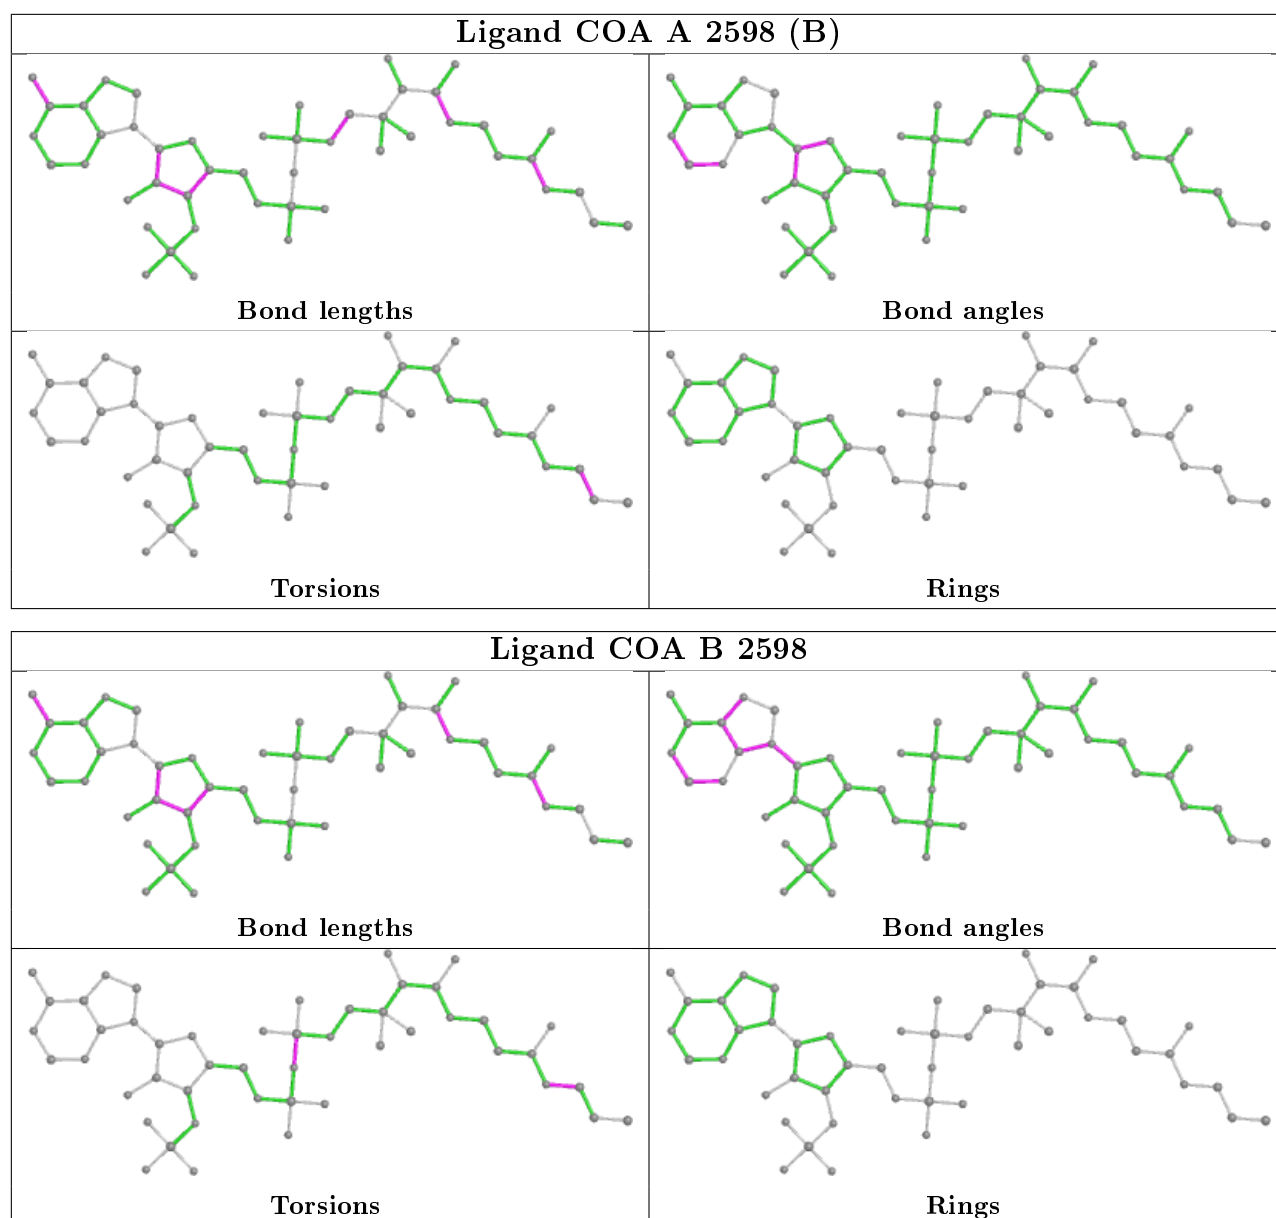 Ligand COA A 2598 (B)
Bond lengths
Bond angles
Torsions
Rings
Ligand COA B 2598
Bond lengths
Bond angles
Torsions
Rings